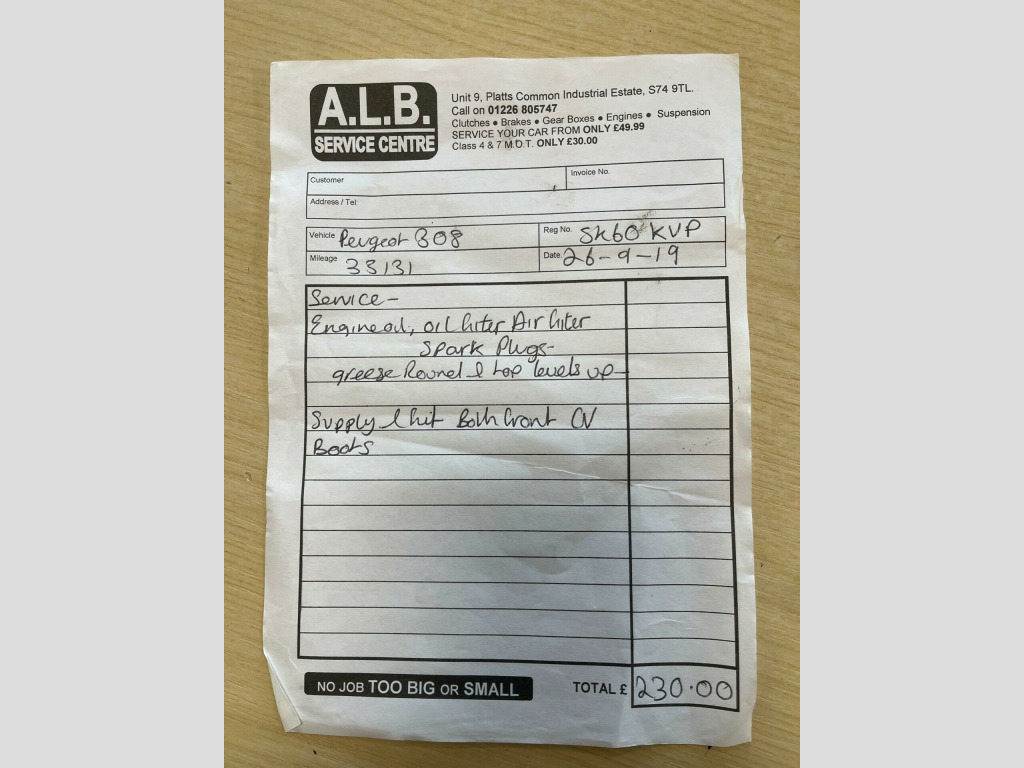 A.L.B.
SERVICE CENTRE
Unit 9, Platts Common Industrial Estate, S74 9TL.
Call on 01226 805747
Clutches ● Brakes ● Gear Boxes ● Engines ● Suspension
SERVICE YOUR CAR FROM ONLY £49.99
Class 4 & 7 M.O.T. ONLY £30.00
Customer
Invoice No.
Address / Tel:
Vehicle Peugeot 308
Reg No. SK60 KVP
Mileage 33131
Date 26-9-19
Service -
Engine oil, oil filter Air filter
Spark Plugs-
greese Round & top levels up-
Supply & fit Both front CV
Boots
NO JOB TOO BIG OR SMALL
TOTAL £ 230.00